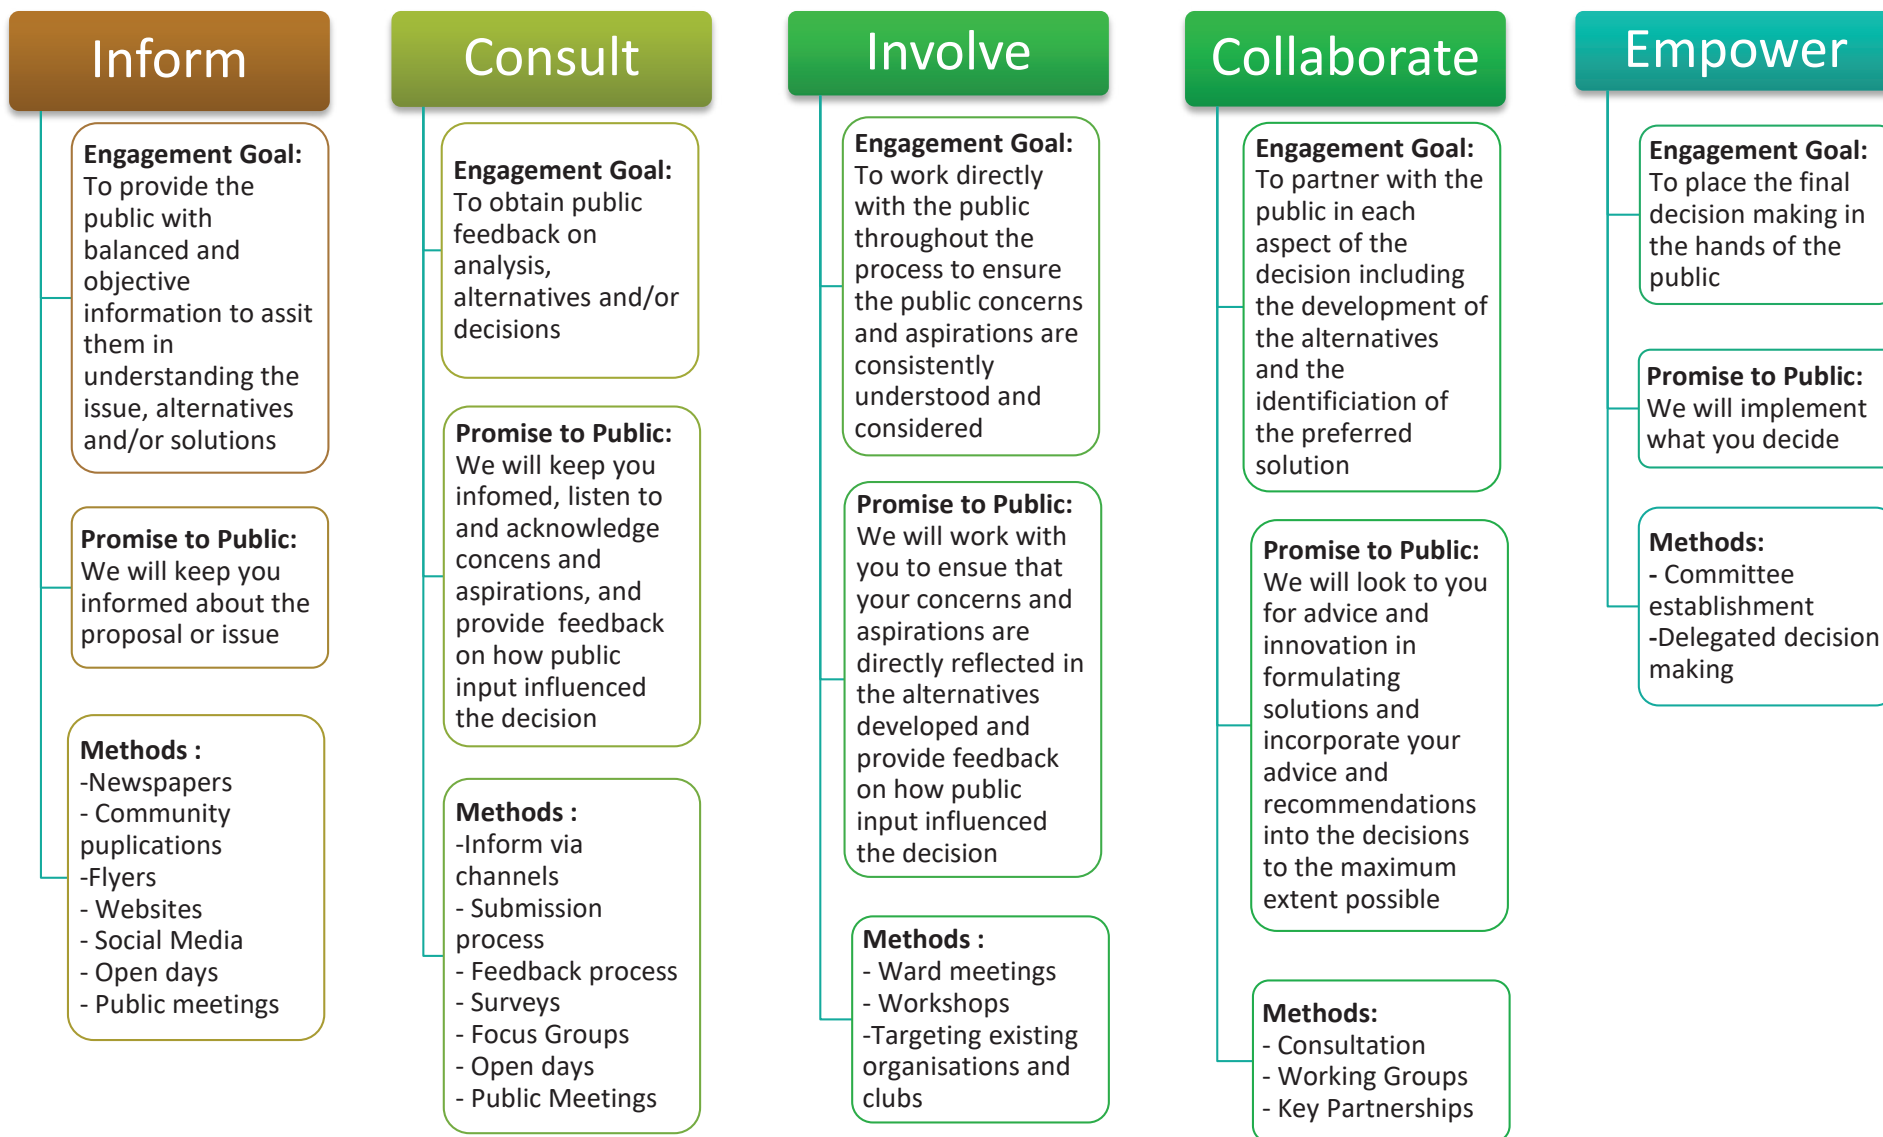 Inform
Engagement Goal:
To provide the
public with
balanced and
objective
information to assit
them in
understanding the
issue, alternatives
and/or solutions
Promise to Public:
We will keep you
informed about the
proposal or issue
Methods :
-Newspapers
- Community
puplications
-Flyers
- Websites
- Social Media
- Open days
- Public meetings
Consult
Engagement Goal:
To obtain public
feedback on
analysis,
alternatives and/or
decisions
Promise to Public:
We will keep you
infomed, listen to
and acknowledge
concens and
aspirations, and
provide  feedback
on how public
input influenced
the decision
Methods :
-Inform via
channels
- Submission
process
- Feedback process
- Surveys
- Focus Groups
- Open days
- Public Meetings
Involve
Engagement Goal:
To work directly
with the public
throughout the
process to ensure
the public concerns
and aspirations are
consistently
understood and
considered
Promise to Public:
We will work with
you to ensue that
your concerns and
aspirations are
directly reflected in
the alternatives
developed and
provide feedback
on how public
input influenced
the decision
Methods :
- Ward meetings
- Workshops
-Targeting existing
organisations and
clubs
Collaborate
Engagement Goal:
To partner with the
public in each
aspect of the
decision including
the development of
the alternatives
and the
identificiation of
the preferred
solution
Promise to Public:
We will look to you
for advice and
innovation in
formulating
solutions and
incorporate your
advice and
recommendations
into the decisions
to the maximum
extent possible
Methods:
- Consultation
- Working Groups
- Key Partnerships
Empower
Engagement Goal:
To place the final
decision making in
the hands of the
public
Promise to Public:
We will implement
what you decide
Methods:
- Committee
establishment
-Delegated decision
making